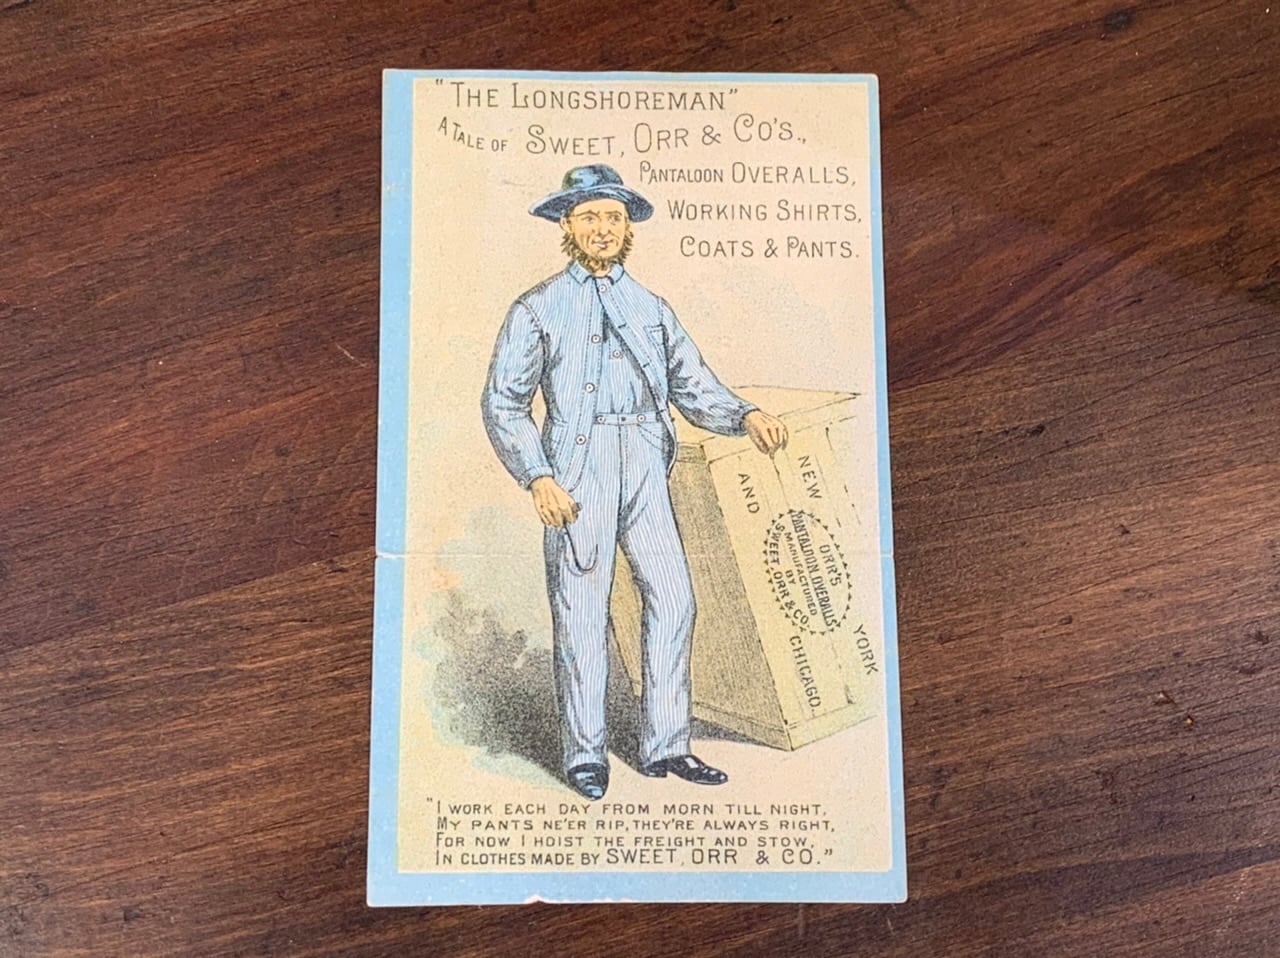 "THE LONGSHOREMAN"
A TALE OF SWEET, ORR & CO'S.,
PANTALOON OVERALLS,
WORKING SHIRTS,
COATS & PANTS.
NEW YORK
AND CHICAGO.
ORR'S
PANTALOON OVERALLS
MANUFACTURED
BY
SWEET, ORR & CO.
"I WORK EACH DAY FROM MORN TILL NIGHT,
MY PANTS NE'ER RIP, THEY'RE ALWAYS RIGHT,
FOR NOW I HOIST THE FREIGHT AND STOW,
IN CLOTHES MADE BY SWEET, ORR & CO."